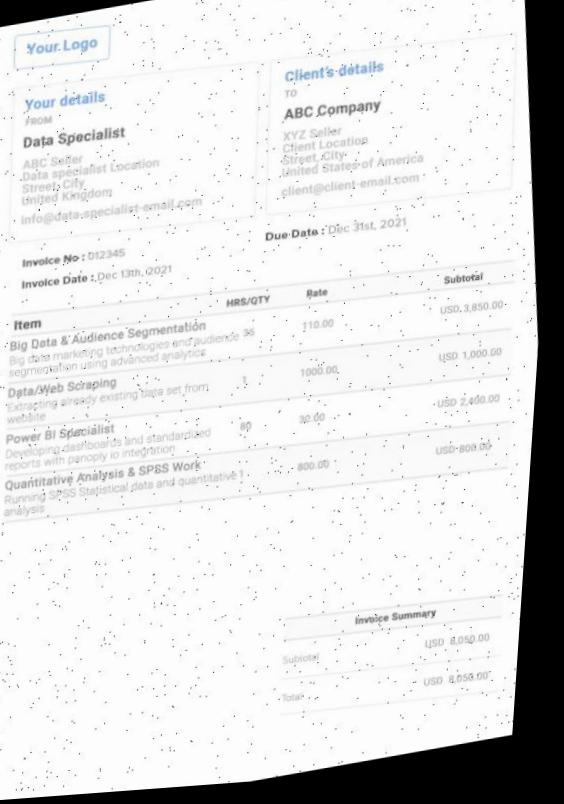 Your Logo
Your details
FROM
Data Specialist
ABC Seller
Data specialist Location
Street, City
United Kingdom
info@data-specialist-email.com
Client's details
TO
ABC Company
XYZ Seller
Client Location
Street, City
United States of America
client@client-email.com
Invoice No : 012345
Due Date : Dec 31st, 2021
Invoice Date : Dec 13th, 2021
Item HRS/QTY Rate Subtotal
Big Data & Audience Segmentation
Big data marketing technologies and audience 35 110.00 USD 3,850.00
segmentation using advanced analytics
Data/Web Scraping
Extracting already existing data set from 1 1000.00 USD 1,000.00
website
Power BI Specialist
Developing dashboards and standardized 80 30.00 USD 2,400.00
reports with panoply io integration
Quantitative Analysis & SPSS Work
Running SPSS Statistical data and quantitative 1 800.00 USD 800.00
analysis
Invoice Summary
Subtotal USD 8,050.00
Total USD 8,050.00